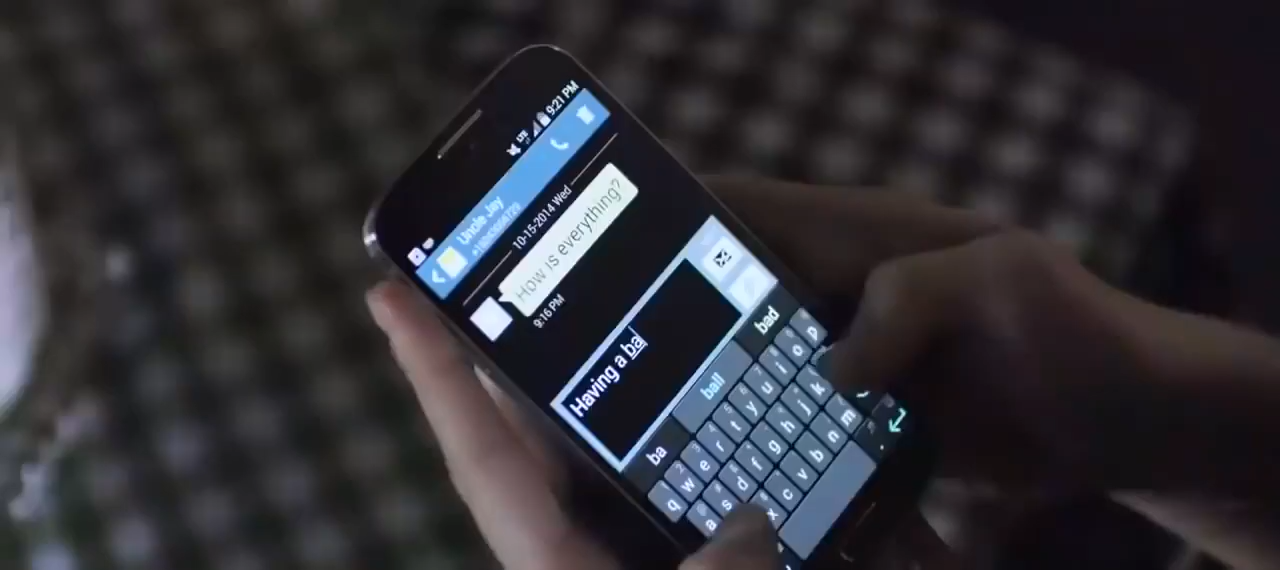 LTE 9:21 PM
Uncle Jay
10-15-2014 Wed
How is everything?
9:16 PM
Having a ba
ba ball bad
q w e r t y u i o p
a s d f g h j k
x c v b n m